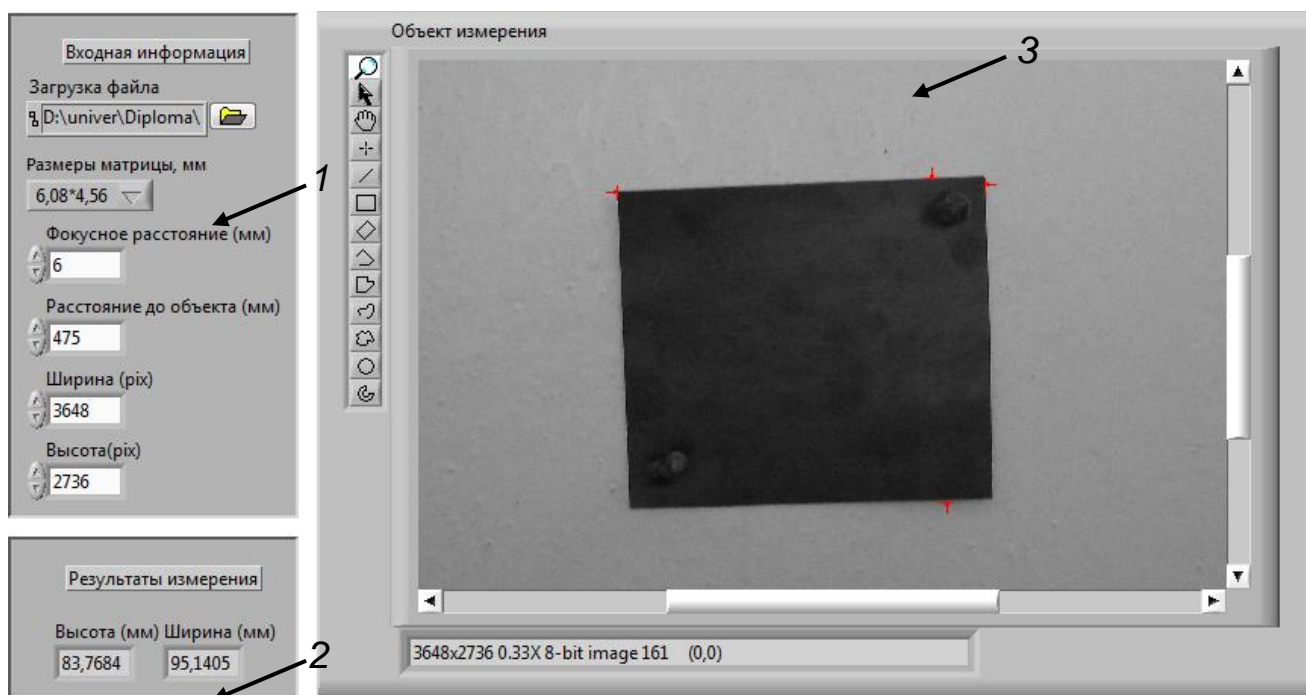 Входная информация
Загрузка файла
D:\univer\Diploma\
Размеры матрицы, мм
6,08*4,56
1
Фокусное расстояние (мм)
6
Расстояние до объекта (мм)
475
Ширина (pix)
3648
Высота(pix)
2736
Результаты измерения
Высота (мм) Ширина (мм)
83,7684 95,1405
2
Объект измерения
3
3648x2736 0.33X 8-bit image 161 (0,0)